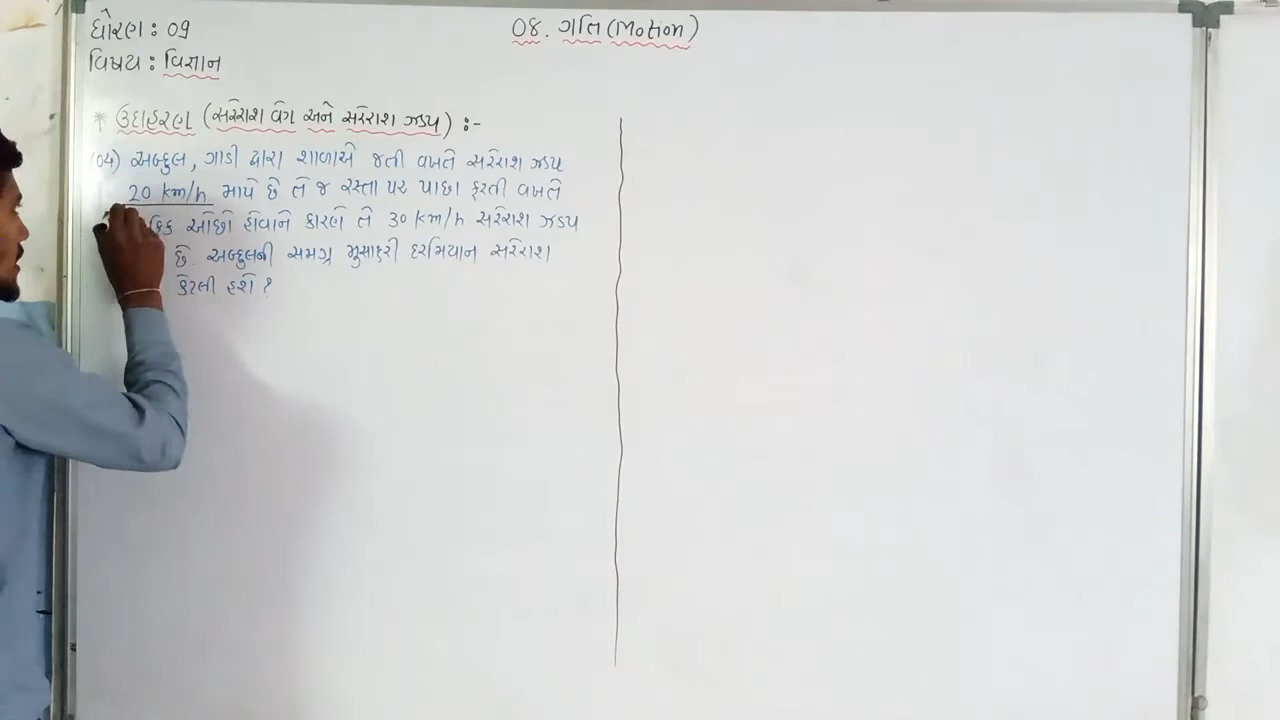 ધોરણ : 09
08. ગતિ (Motion)
વિષય : વિજ્ઞાન
* ઉદાહરણ (સરેરાશ વેગ અને સરેરાશ ઝડપ) :-
(04) અબ્દુલ, ગાડી દ્વારા શાળાએ જતી વખતે સરેરાશ ઝડપ
20 km/h માપે છે તે જ રસ્તા પર પાછા ફરતી વખતે
ઓછો હોવાને કારણે તે 30 km/h સરેરાશ ઝડપ
છે. અબ્દુલની સમગ્ર મુસાફરી દરમિયાન સરેરાશ
કેટલી હશે ?